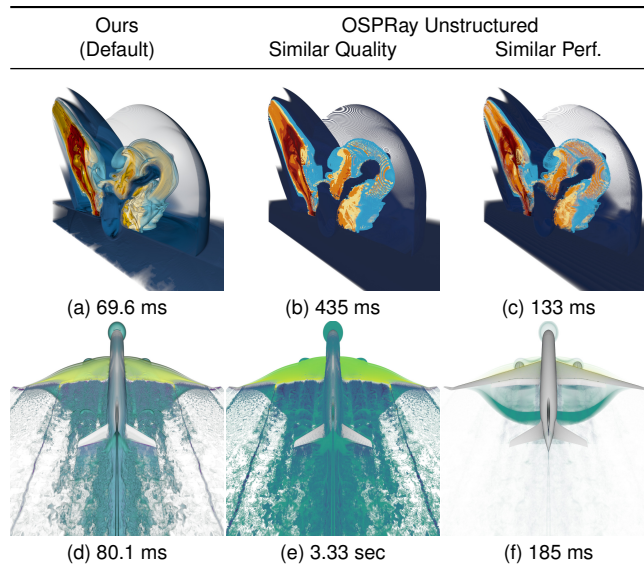 Ours OSPRay Unstructured
(Default) Similar Quality Similar Perf.
(a) 69.6 ms (b) 435 ms (c) 133 ms
(d) 80.1 ms (e) 3.33 sec (f) 185 ms